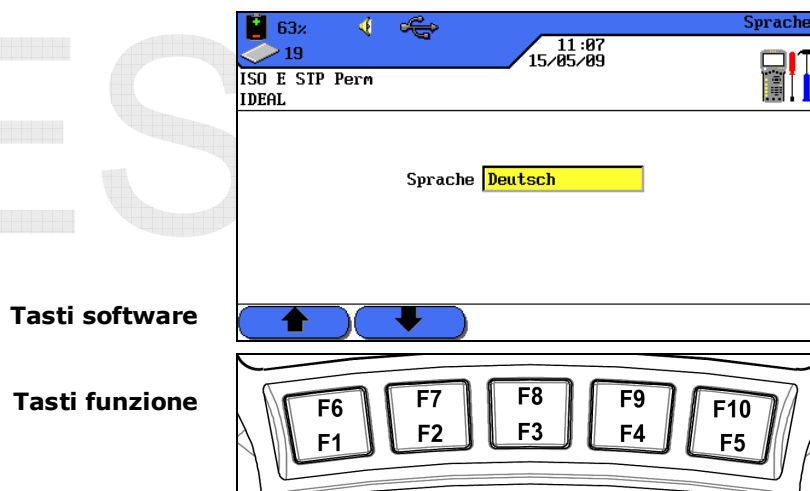 63% Sprache
19 11:07
15/05/09
ISO E STP Perm
IDEAL
Sprache Deutsch
Tasti software
Tasti funzione
F6 F7 F8 F9 F10
F1 F2 F3 F4 F5
ES